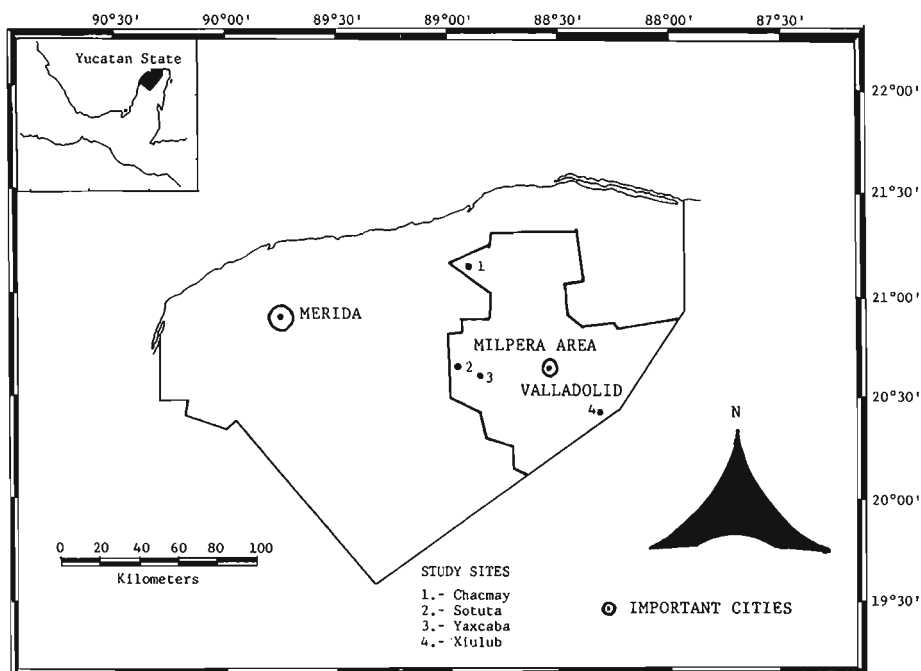 90°30' 90°00' 89°30' 89°00' 88°30' 88°00' 87°30'
Yucatan State
22°00'
21°30'
1
21°00'
MERIDA
MILPERA AREA
2
3
VALLADOLID
4
20°30'
N
20°00'
0 20 40 60 80 100
Kilometers
STUDY SITES
1.- Chacmay
2.- Sotuta
3.- Yaxcaba
4.- Xiulub
IMPORTANT CITIES
19°30'